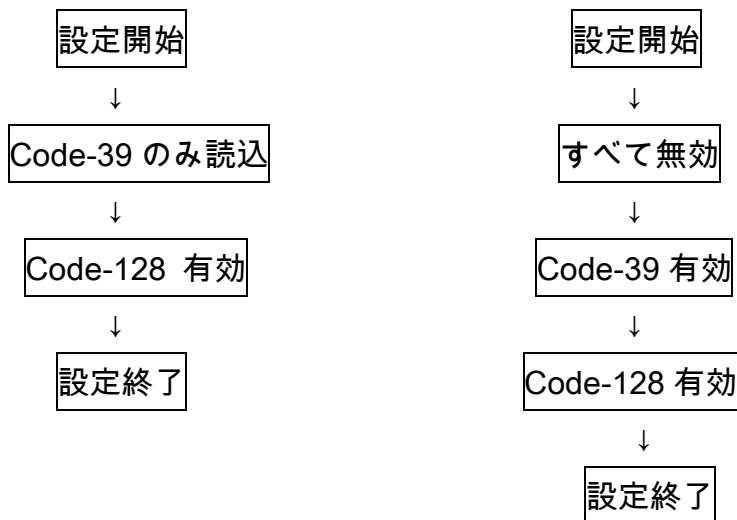 設定開始
↓
Code-39 のみ読込
↓
Code-128 有効
↓
設定終了
設定開始
↓
すべて無効
↓
Code-39 有効
↓
Code-128 有効
↓
設定終了